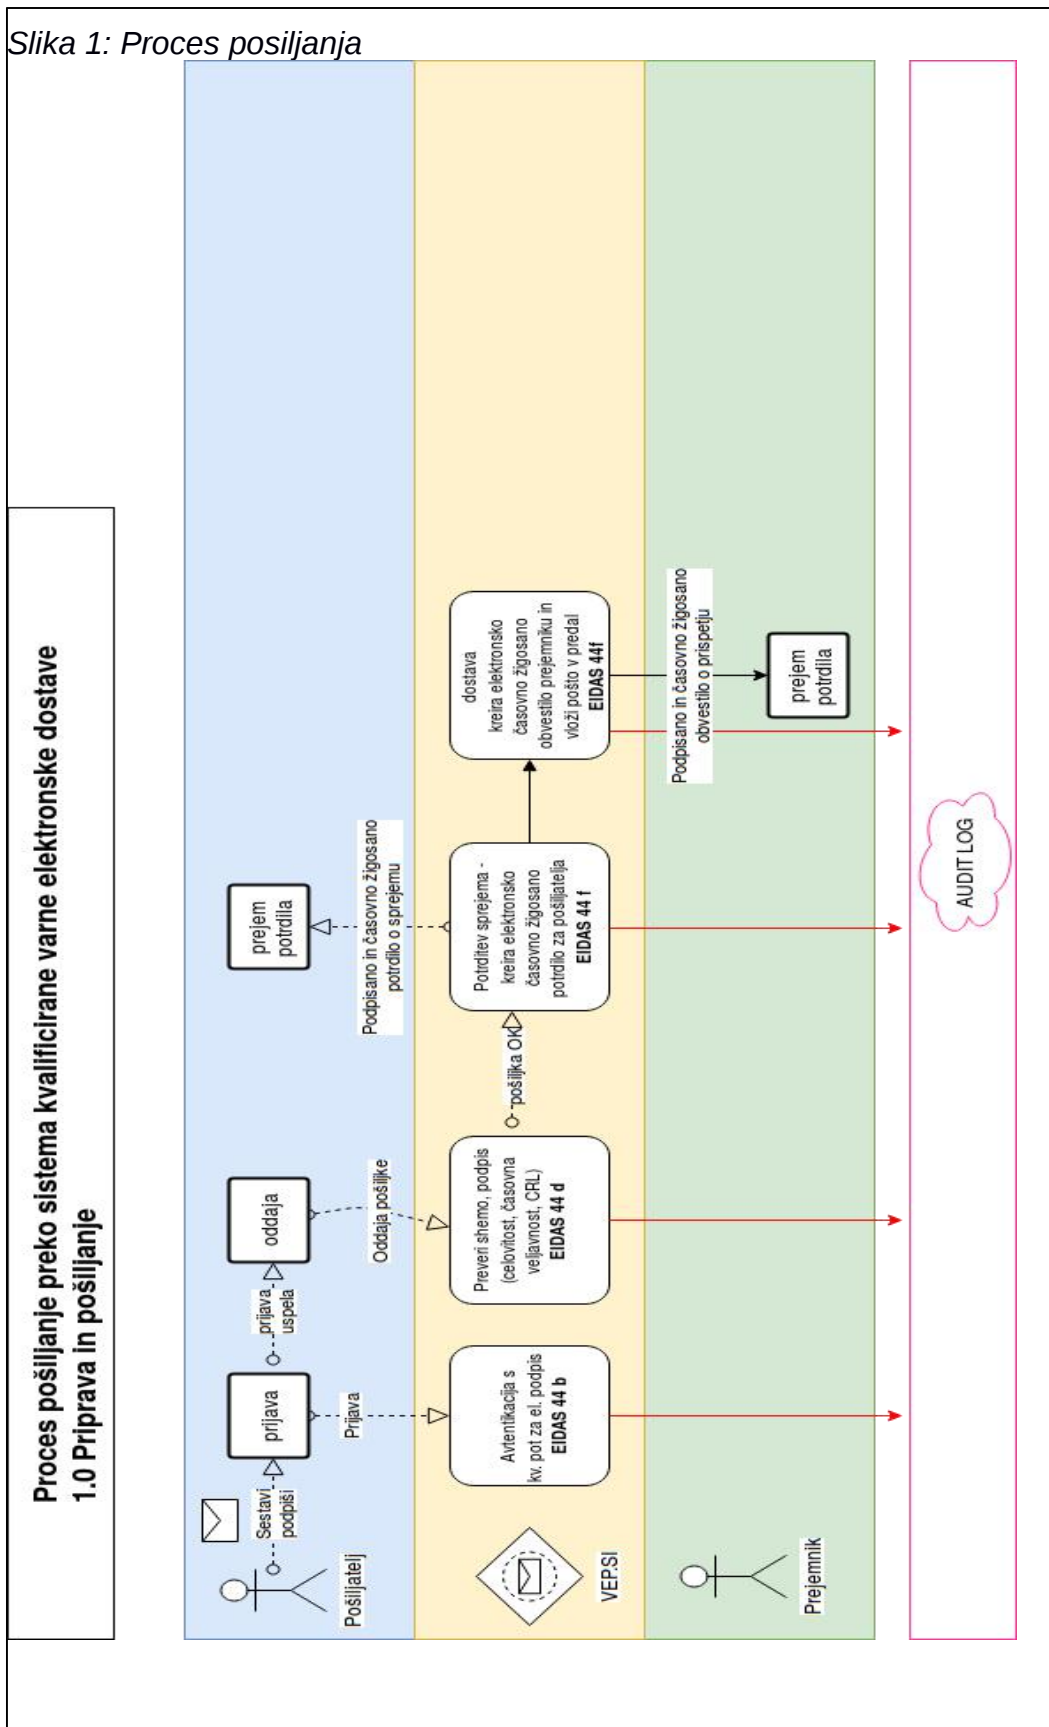 Slika 1: Proces posiljanja
Proces pošiljanje preko sistema kvalificirane varne elektronske dostave
1.0 Priprava in pošiljanje
Pošiljatelj
Sestavi
podpiši
prijava
prijava
uspela
oddaja
prejem
potrdila
Prijava
Oddaja pošiljke
Podpisano in časovno žigosano
potrdilo o sprejemu
VEP.SI
Avtentikacija s
kv. pot za el. podpis
EIDAS 44 b
Preveri shemo, podpis
(celovitost, časovna
veljavnost, CRL)
EIDAS 44 d
pošiljka OK
Potrditev sprejema -
kreira elektronsko
časovno žigosano
potrdilo za pošiljatelja
EIDAS 44 f
dostava
kreira elektronsko
časovno žigosano
obvestilo prejemniku in
vloži pošto v predal
EIDAS 44f
Prejemnik
Podpisano in časovno žigosano
obvestilo o prispetju
prejem
potrdila
AUDIT LOG